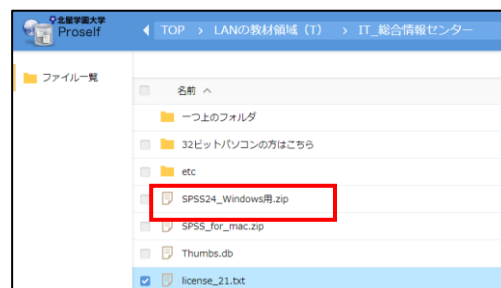 北星学園大学
Proself
TOP > LANの教材領域（T） > IT_総合情報センター
ファイル一覧
名前
一つ上のフォルダ
32ビットパソコンの方はこちら
etc
SPSS24_Windows用.zip
SPSS_for_mac.zip
Thumbs.db
license_21.txt